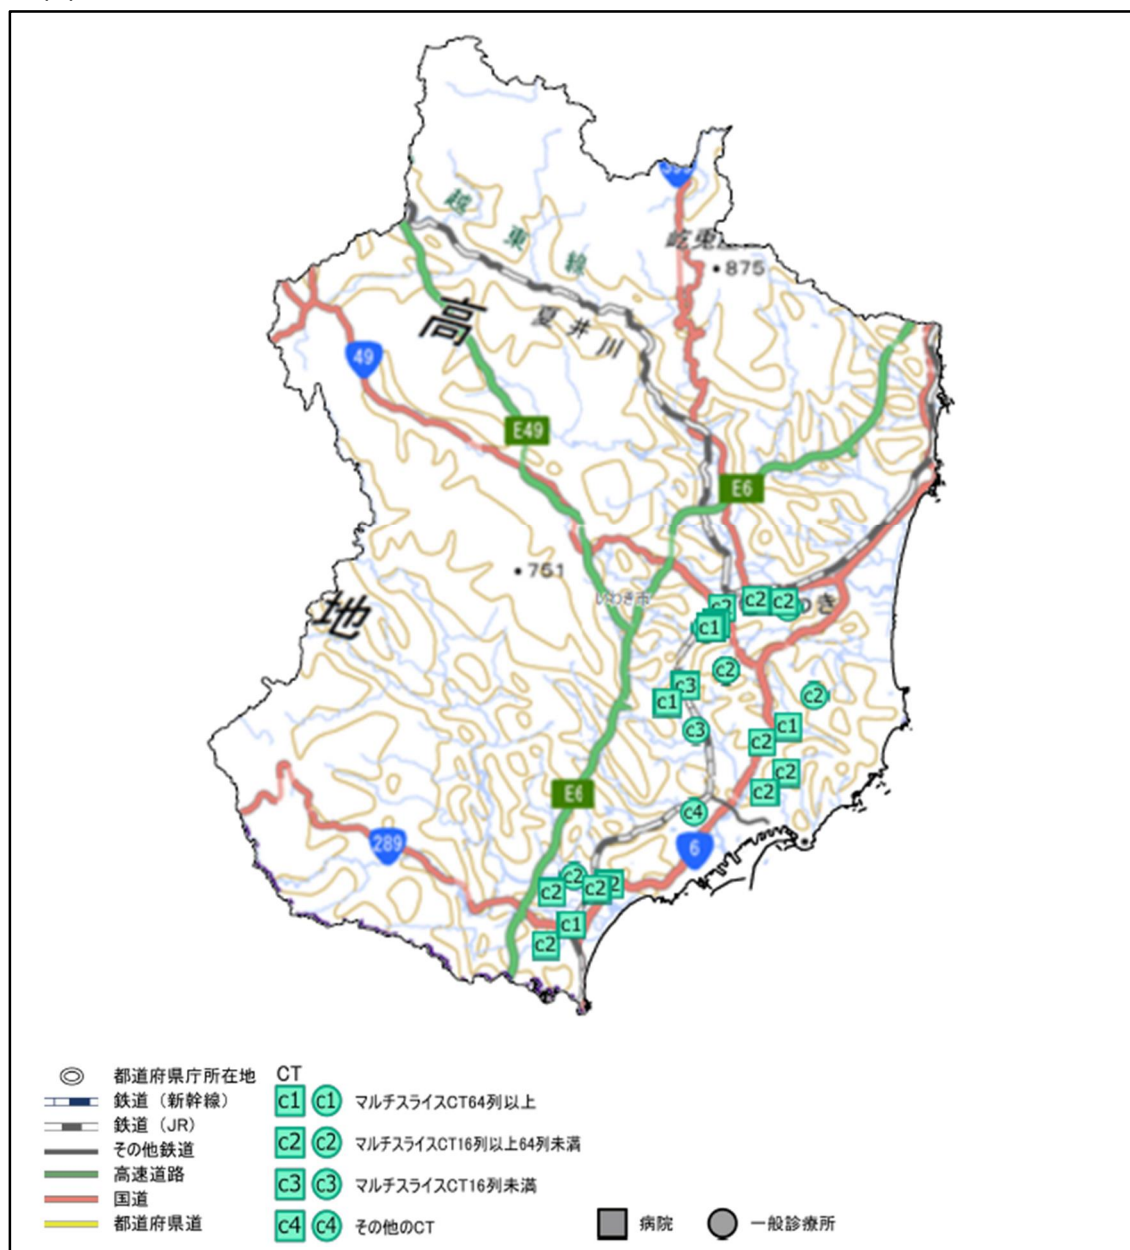 越
東
線
875
高
夏井川
49
E49
E6
751
いわき市
地
c2
c2
c2
き
c1
c2
c3
c1
c2
c3
c1
c2
c2
c2
E6
c4
289
6
c2
c2
c2
c1
c2
都道府県庁所在地
鉄道（新幹線）
鉄道（JR）
その他鉄道
高速道路
国道
都道府県道
CT
c1 c1 マルチスライスCT64列以上
c2 c2 マルチスライスCT16列以上64列未満
c3 c3 マルチスライスCT16列未満
c4 c4 その他のCT
病院
一般診療所